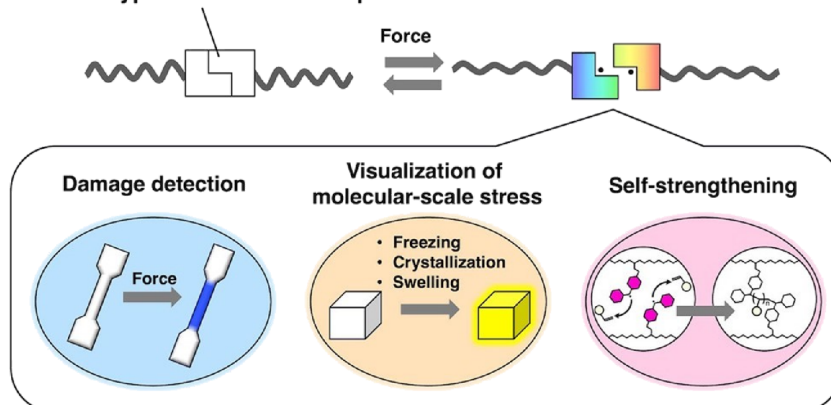 Force
Damage detection
Force
Visualization of
molecular-scale stress
• Freezing
• Crystallization
• Swelling
Self-strengthening
n